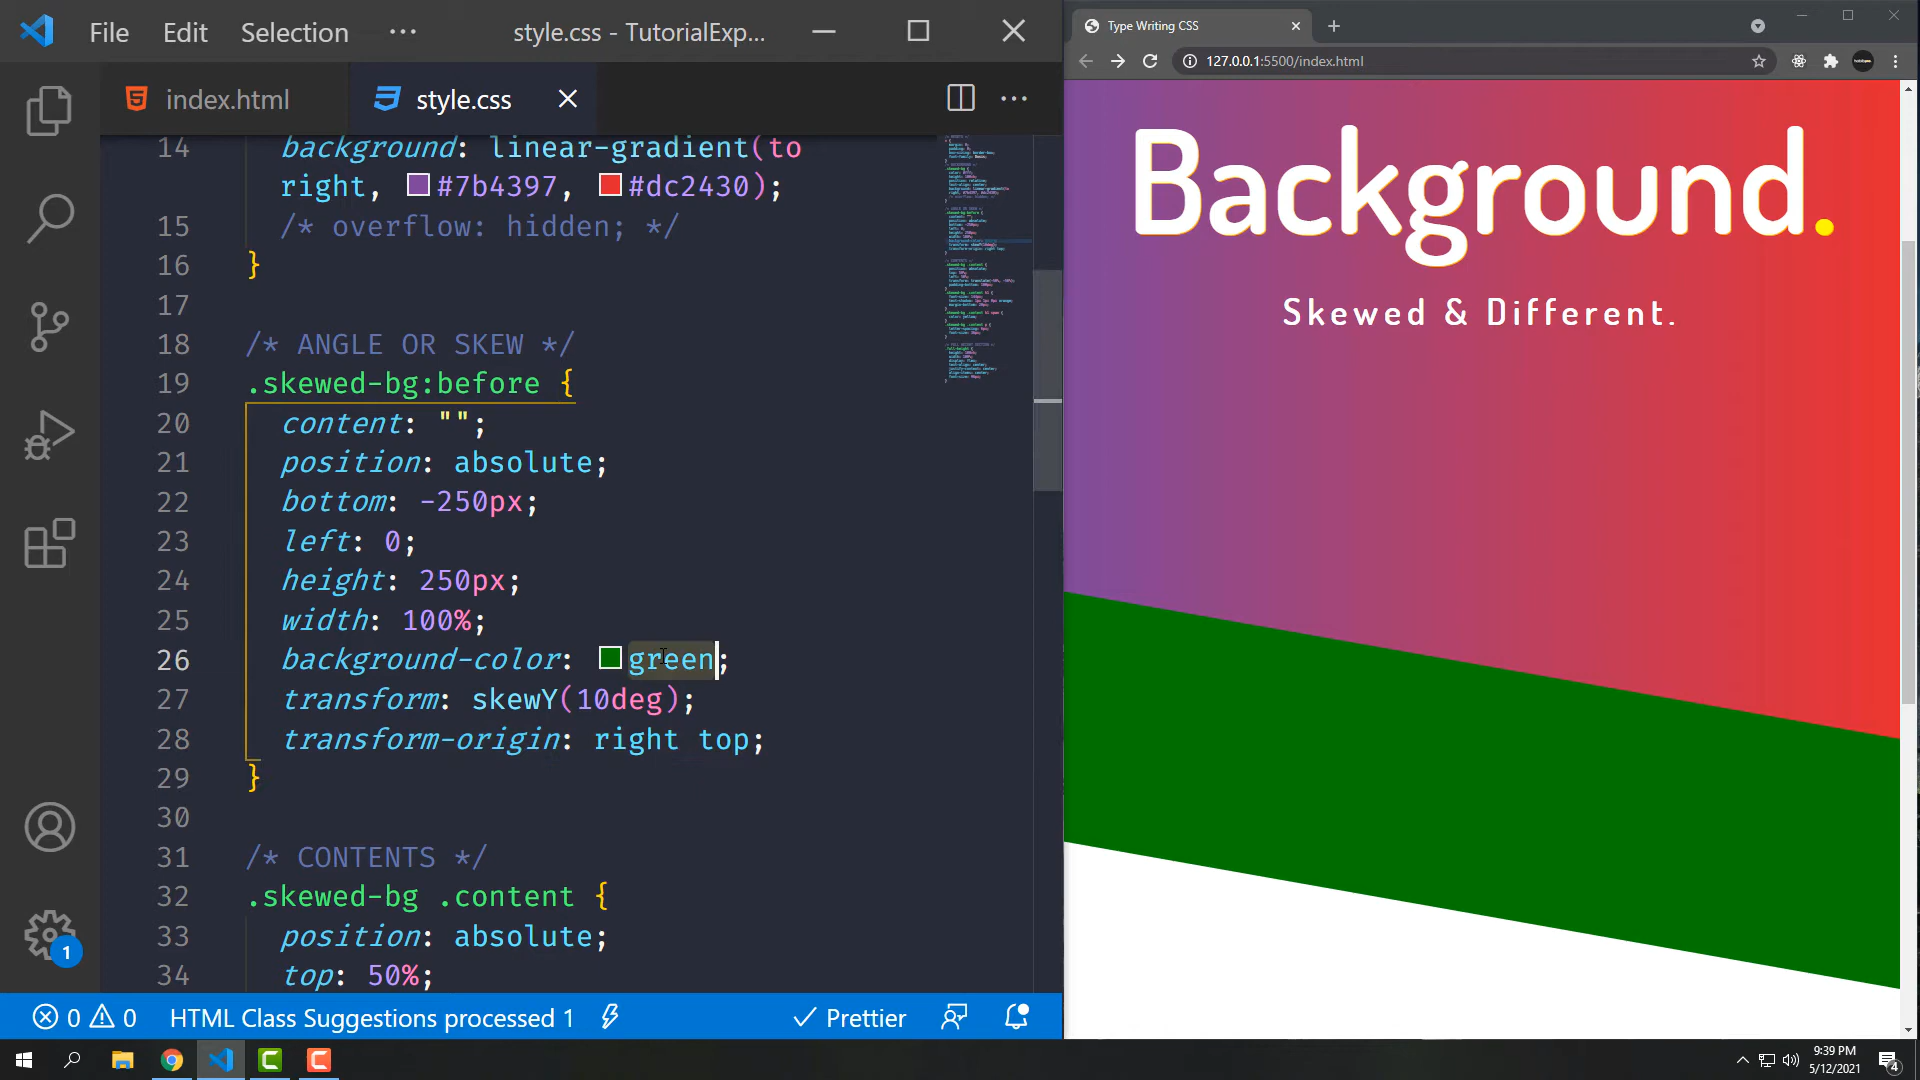 File Edit Selection ··· style.css - TutorialExp...
index.html style.css
14 background: linear-gradient(to
right, #7b4397, #dc2430);
15 /* overflow: hidden; */
16 }
17
18 /* ANGLE OR SKEW */
19 .skewed-bg:before {
20 content: "";
21 position: absolute;
22 bottom: -250px;
23 left: 0;
24 height: 250px;
25 width: 100%;
26 background-color: green;
27 transform: skewY(10deg);
28 transform-origin: right top;
29 }
30
31 /* CONTENTS */
32 .skewed-bg .content {
33 position: absolute;
34 top: 50%;
1
0 0 HTML Class Suggestions processed 1 Prettier
Type Writing CSS
127.0.0.1:5500/index.html
Background.
Skewed & Different.
9:39 PM
5/12/2021
4